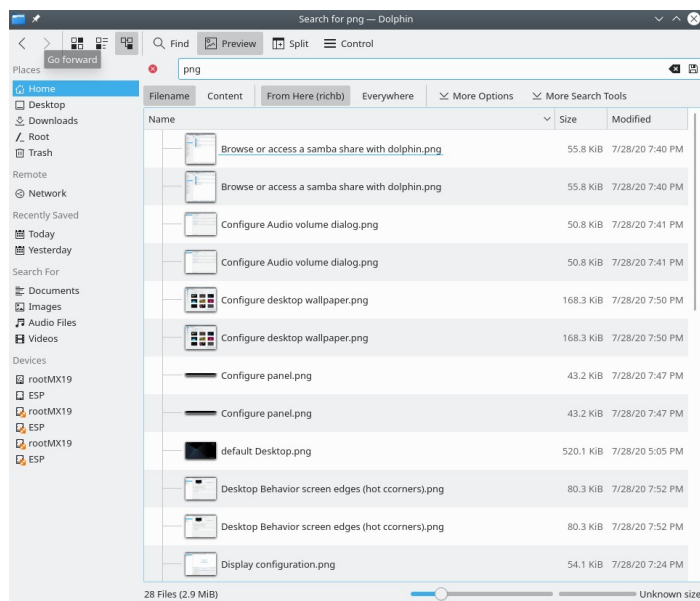 Search for png — Dolphin
Find Preview Split Control
Go forward
Places
png
Home
Desktop
Downloads
Root
Trash
Remote
Network
Recently Saved
Today
Yesterday
Search For
Documents
Images
Audio Files
Videos
Devices
rootMX19
ESP
rootMX19
ESP
rootMX19
ESP
Filename Content From Here (richb) Everywhere More Options More Search Tools
Name Size Modified
Browse or access a samba share with dolphin.png 55.8 KiB 7/28/20 7:40 PM
Browse or access a samba share with dolphin.png 55.8 KiB 7/28/20 7:40 PM
Configure Audio volume dialog.png 50.8 KiB 7/28/20 7:41 PM
Configure Audio volume dialog.png 50.8 KiB 7/28/20 7:41 PM
Configure desktop wallpaper.png 168.3 KiB 7/28/20 7:50 PM
Configure desktop wallpaper.png 168.3 KiB 7/28/20 7:50 PM
Configure panel.png 43.2 KiB 7/28/20 7:47 PM
Configure panel.png 43.2 KiB 7/28/20 7:47 PM
default Desktop.png 520.1 KiB 7/28/20 5:05 PM
Desktop Behavior screen edges (hot ccorners).png 80.3 KiB 7/28/20 7:52 PM
Desktop Behavior screen edges (hot ccorners).png 80.3 KiB 7/28/20 7:52 PM
Display configuration.png 54.1 KiB 7/28/20 7:24 PM
28 Files (2.9 MiB) Unknown size